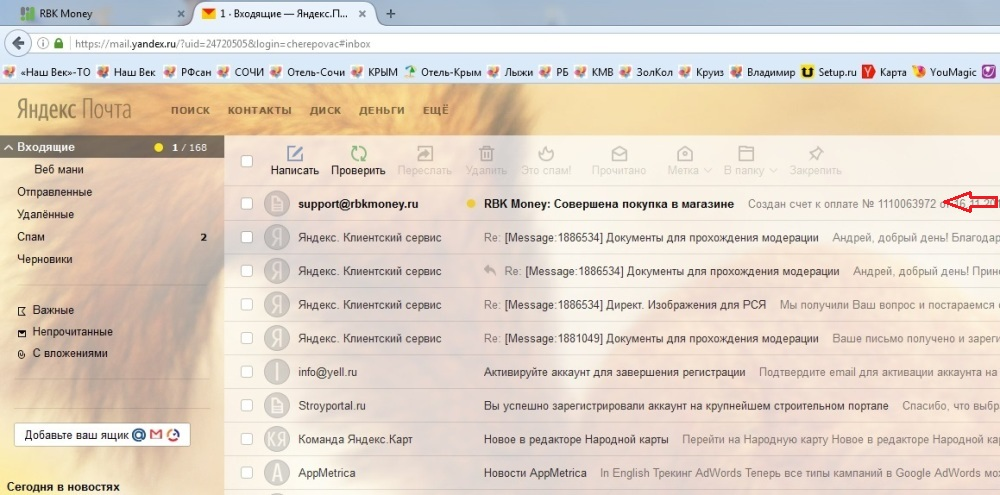 RBK Money
1 · Входящие — Яндекс.П...
https://mail.yandex.ru/?uid=24720505&login=cherepovac#inbox
«Наш Век»-ТО Наш Век РФсан СОЧИ Отель-Сочи КРЫМ Отель-Крым Лыжи РБ КМВ ЗолКол Круиз Владимир Setup.ru Карта YouMagic
Яндекс Почта ПОИСК КОНТАКТЫ ДИСК ДЕНЬГИ ЕЩЁ
Входящие 1 / 168
Веб мани
Отправленные
Удалённые
Спам 2
Черновики
Важные
Непрочитанные
С вложениями
Добавьте ваш ящик
Сегодня в новостях
Написать Проверить Переслать Удалить Это спам! Прочитано Метка В папку Закрепить
support@rbkmoney.ru RBK Money: Совершена покупка в магазине Создан счет к оплате № 1110063972 от 16.11.20
Я Яндекс. Клиентский сервис Re: [Message:1886534] Документы для прохождения модерации Андрей, добрый день! Благодар
Я Яндекс. Клиентский сервис Re: [Message:1886534] Документы для прохождения модерации Андрей, добрый день! Прин
Я Яндекс. Клиентский сервис Re: [Message:1886534] Директ. Изображения для РСЯ Мы получили Ваш вопрос и постараемся
Я Яндекс. Клиентский сервис Re: [Message:1881049] Документы для прохождения модерации Ваше письмо получено и зареги
I info@yell.ru Активируйте аккаунт для завершения регистрации Подтвердите email для активации аккаунта на
Stroyportal.ru Вы успешно зарегистрировали аккаунт на крупнейшем строительном портале Спасибо, что выбр
КЯ Команда Яндекс.Карт Новое в редакторе Народной карты Перейти на Народную карту Новое в редакторе Народной кар
A AppMetrica Новости AppMetrica In English Трекинг AdWords Теперь все типы кампаний в Google AdWords мо